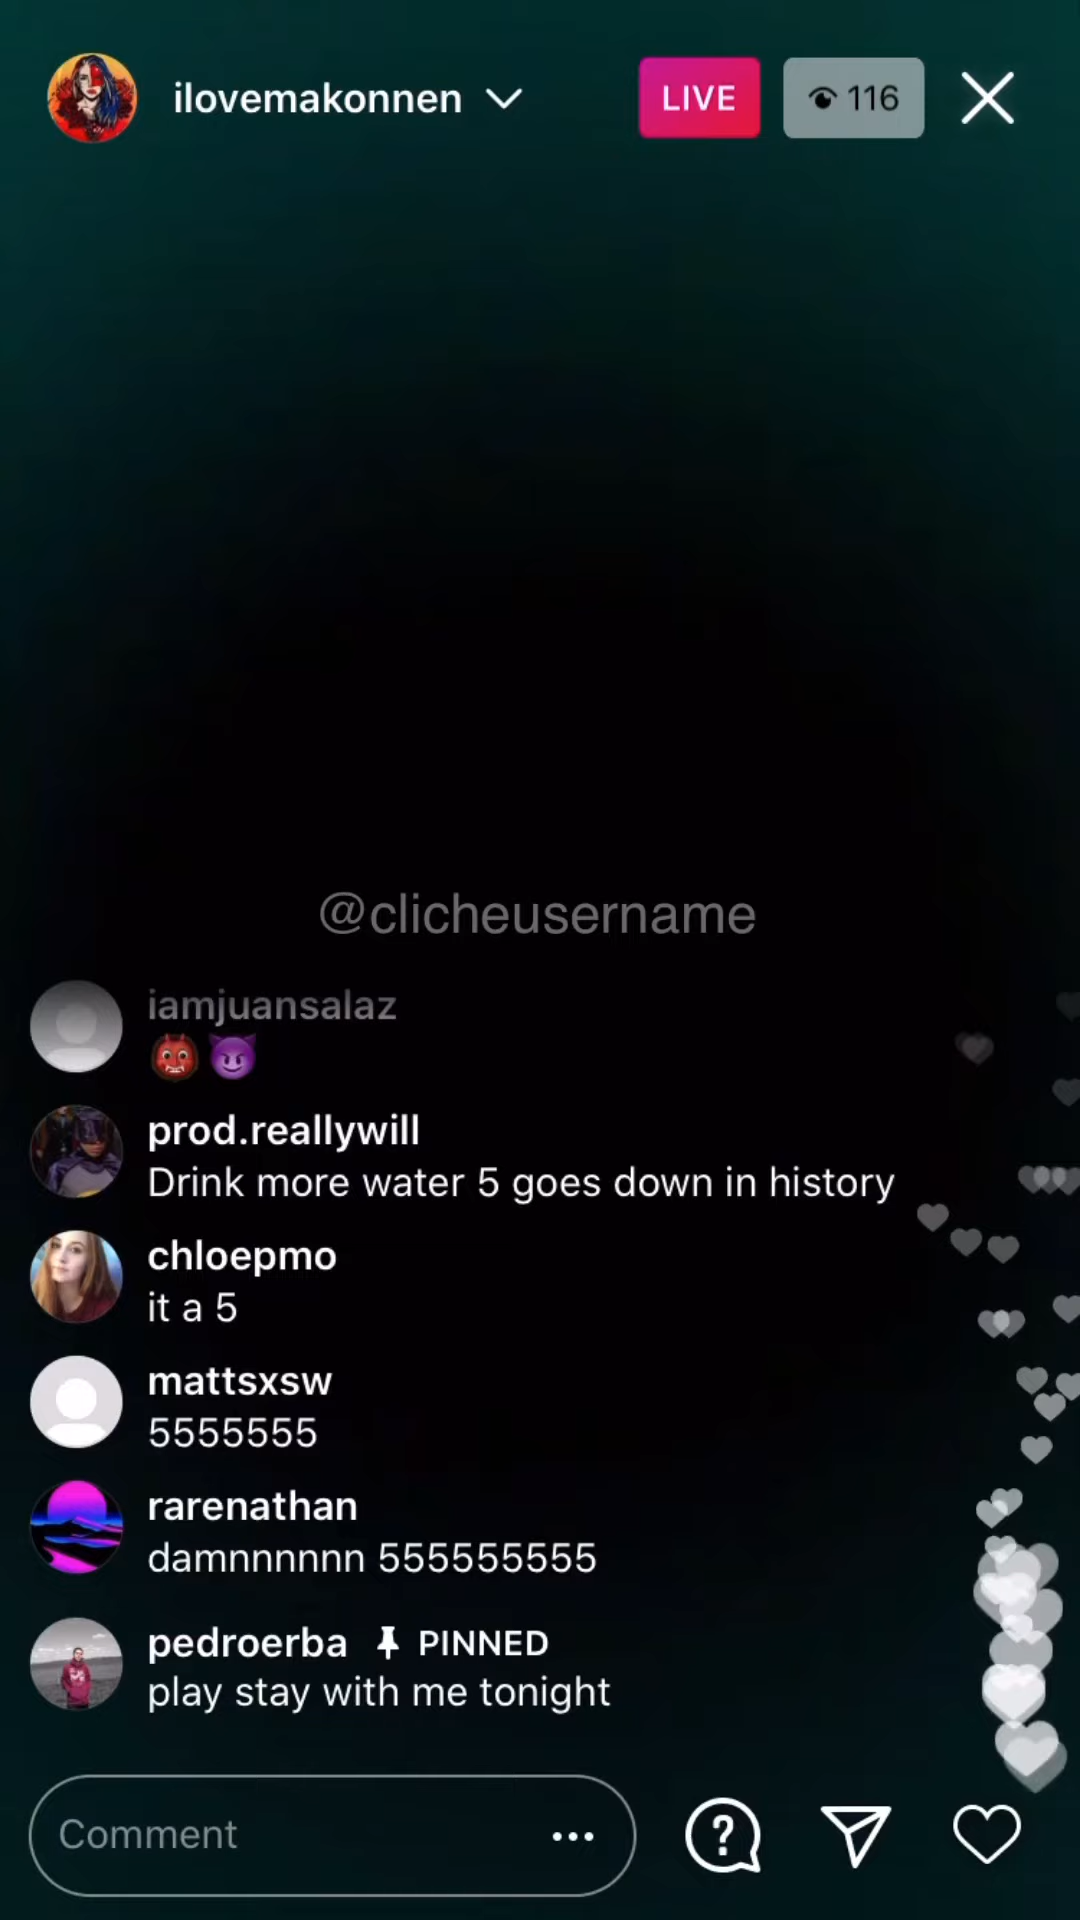 ilovemakonnen
LIVE
116
@clicheusername
iamjuansalaz
👹😈
prod.reallywill
Drink more water 5 goes down in history
chloepmo
it a 5
mattsxsw
5555555
rarenathan
damnnnnnn 555555555
pedroerba PINNED
play stay with me tonight
Comment